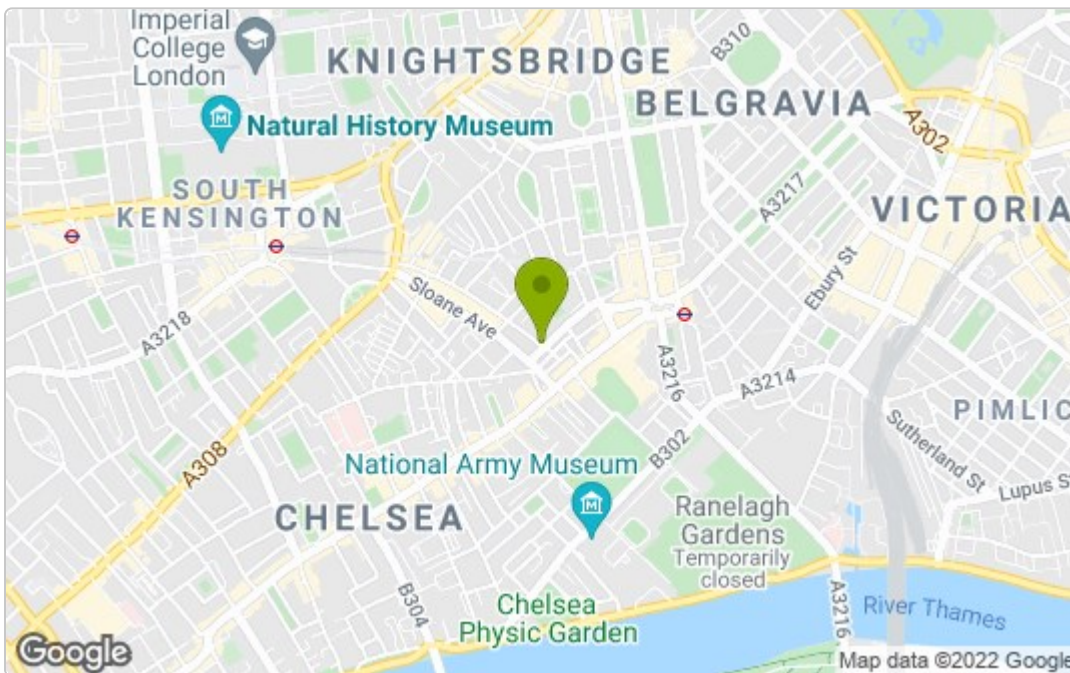 Imperial
College
London
KNIGHTSBRIDGE
B310
BELGRAVIA
A302
Natural History Museum
SOUTH
KENSINGTON
A3217
VICTORIA
Ebury St
Sloane Ave
A3218
A3216
A3214
PIMLIC
Sutherland St
A308
B302
National Army Museum
Lupus St
CHELSEA
Ranelagh
Gardens
Temporarily
closed
B304
Chelsea
Physic Garden
A3216
River Thames
Google
Map data ©2022 Google